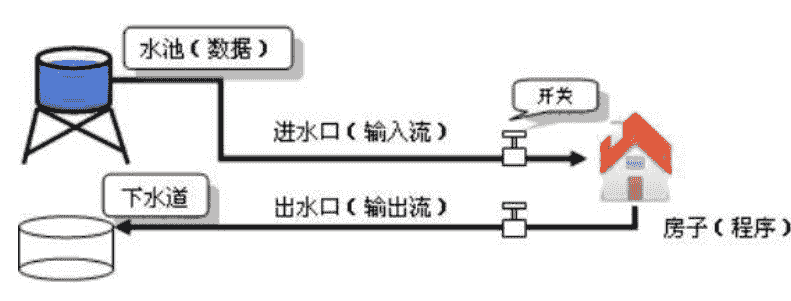 水池（数据）
开关
进水口（输入流）
下水道
出水口（输出流）
房子（程序）